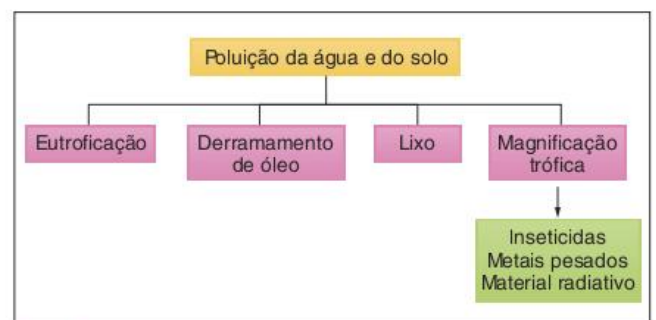 Poluição da água e do solo
Eutroficação
Derramamento
de óleo
Lixo
Magnificação
trófica
Inseticidas
Metais pesados
Material radiativo